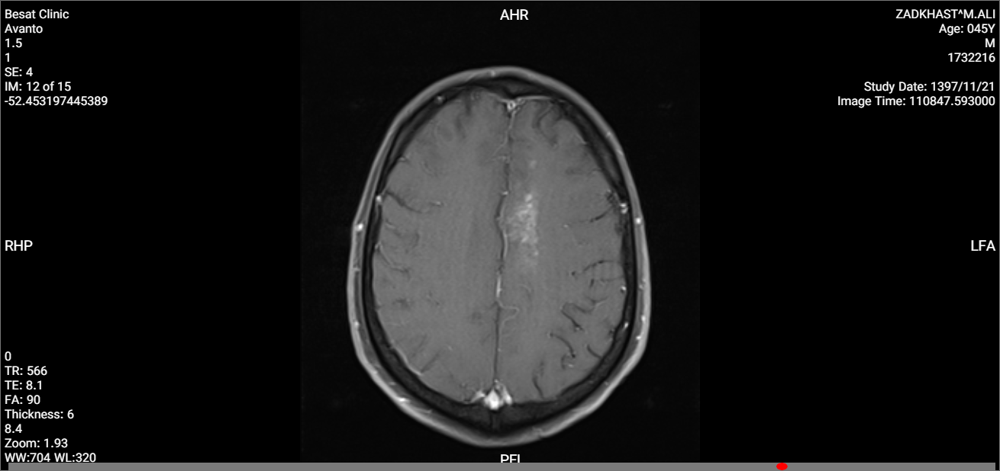 Besat Clinic
Avanto
1.5
1
SE: 4
IM: 12 of 15
-52.453197445389
AHR
ZADKHAST^M.ALI
Age: 045Y
M
1732216
Study Date: 1397/11/21
Image Time: 110847.593000
RHP
LFA
0
TR: 566
TE: 8.1
FA: 90
Thickness: 6
8.4
Zoom: 1.93
WW:704 WL:320